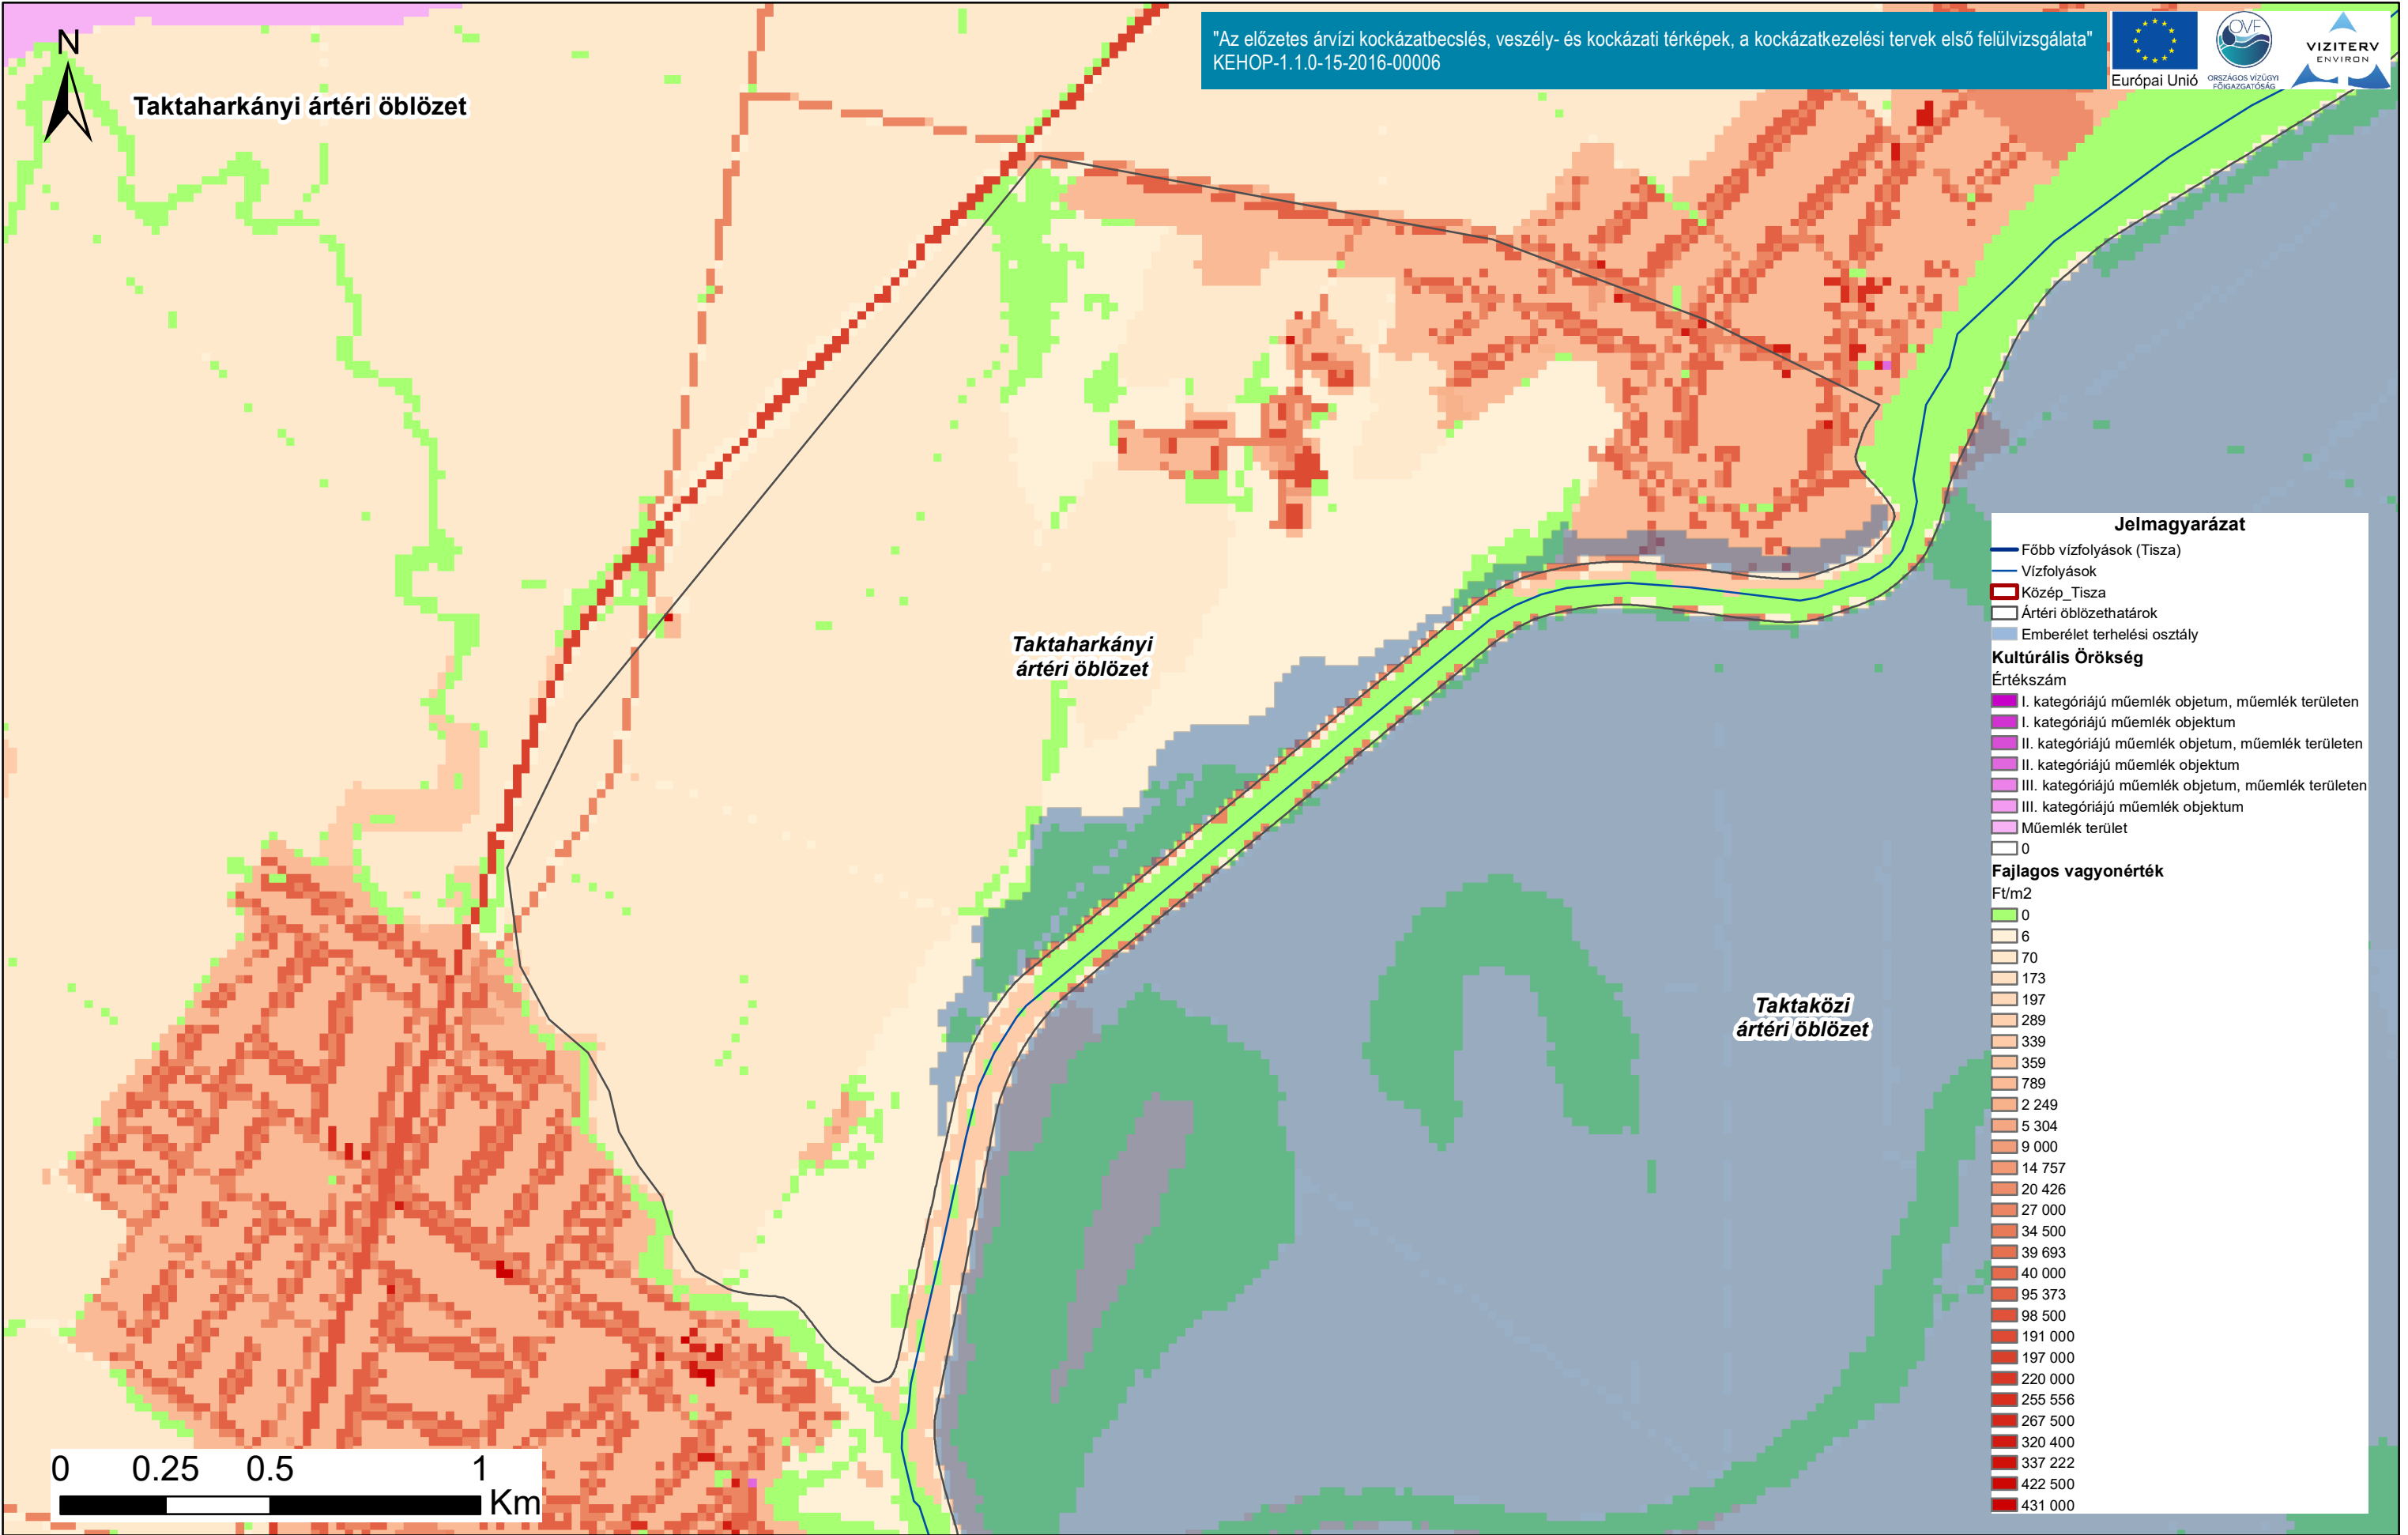 N
Taktaharkányi ártéri öblözet
"Az előzetes árvízi kockázatbecslés, veszély- és kockázati térképek, a kockázatkezelési tervek első felülvizsgálata"
KEHOP-1.1.0-15-2016-00006
Európai Unió
OVF
ORSZÁGOS VÍZÜGYI
FŐIGAZGATÓSÁG
VIZITERV
ENVIRON
Taktaharkányi
ártéri öblözet
Taktaközi
ártéri öblözet
Jelmagyarázat
Főbb vízfolyások (Tisza)
Vízfolyások
Közép_Tisza
Ártéri öblözethatárok
Emberélet terhelési osztály
Kultúrális Örökség
Értékszám
I. kategóriájú műemlék objetum, műemlék területen
I. kategóriájú műemlék objektum
II. kategóriájú műemlék objetum, műemlék területen
II. kategóriájú műemlék objektum
III. kategóriájú műemlék objetum, műemlék területen
III. kategóriájú műemlék objektum
Műemlék terület
0
Fajlagos vagyonérték
Ft/m2
0
6
70
173
197
289
339
359
789
2 249
5 304
9 000
14 757
20 426
27 000
34 500
39 693
40 000
95 373
98 500
191 000
197 000
220 000
255 556
267 500
320 400
337 222
422 500
431 000
0 0.25 0.5 1
Km